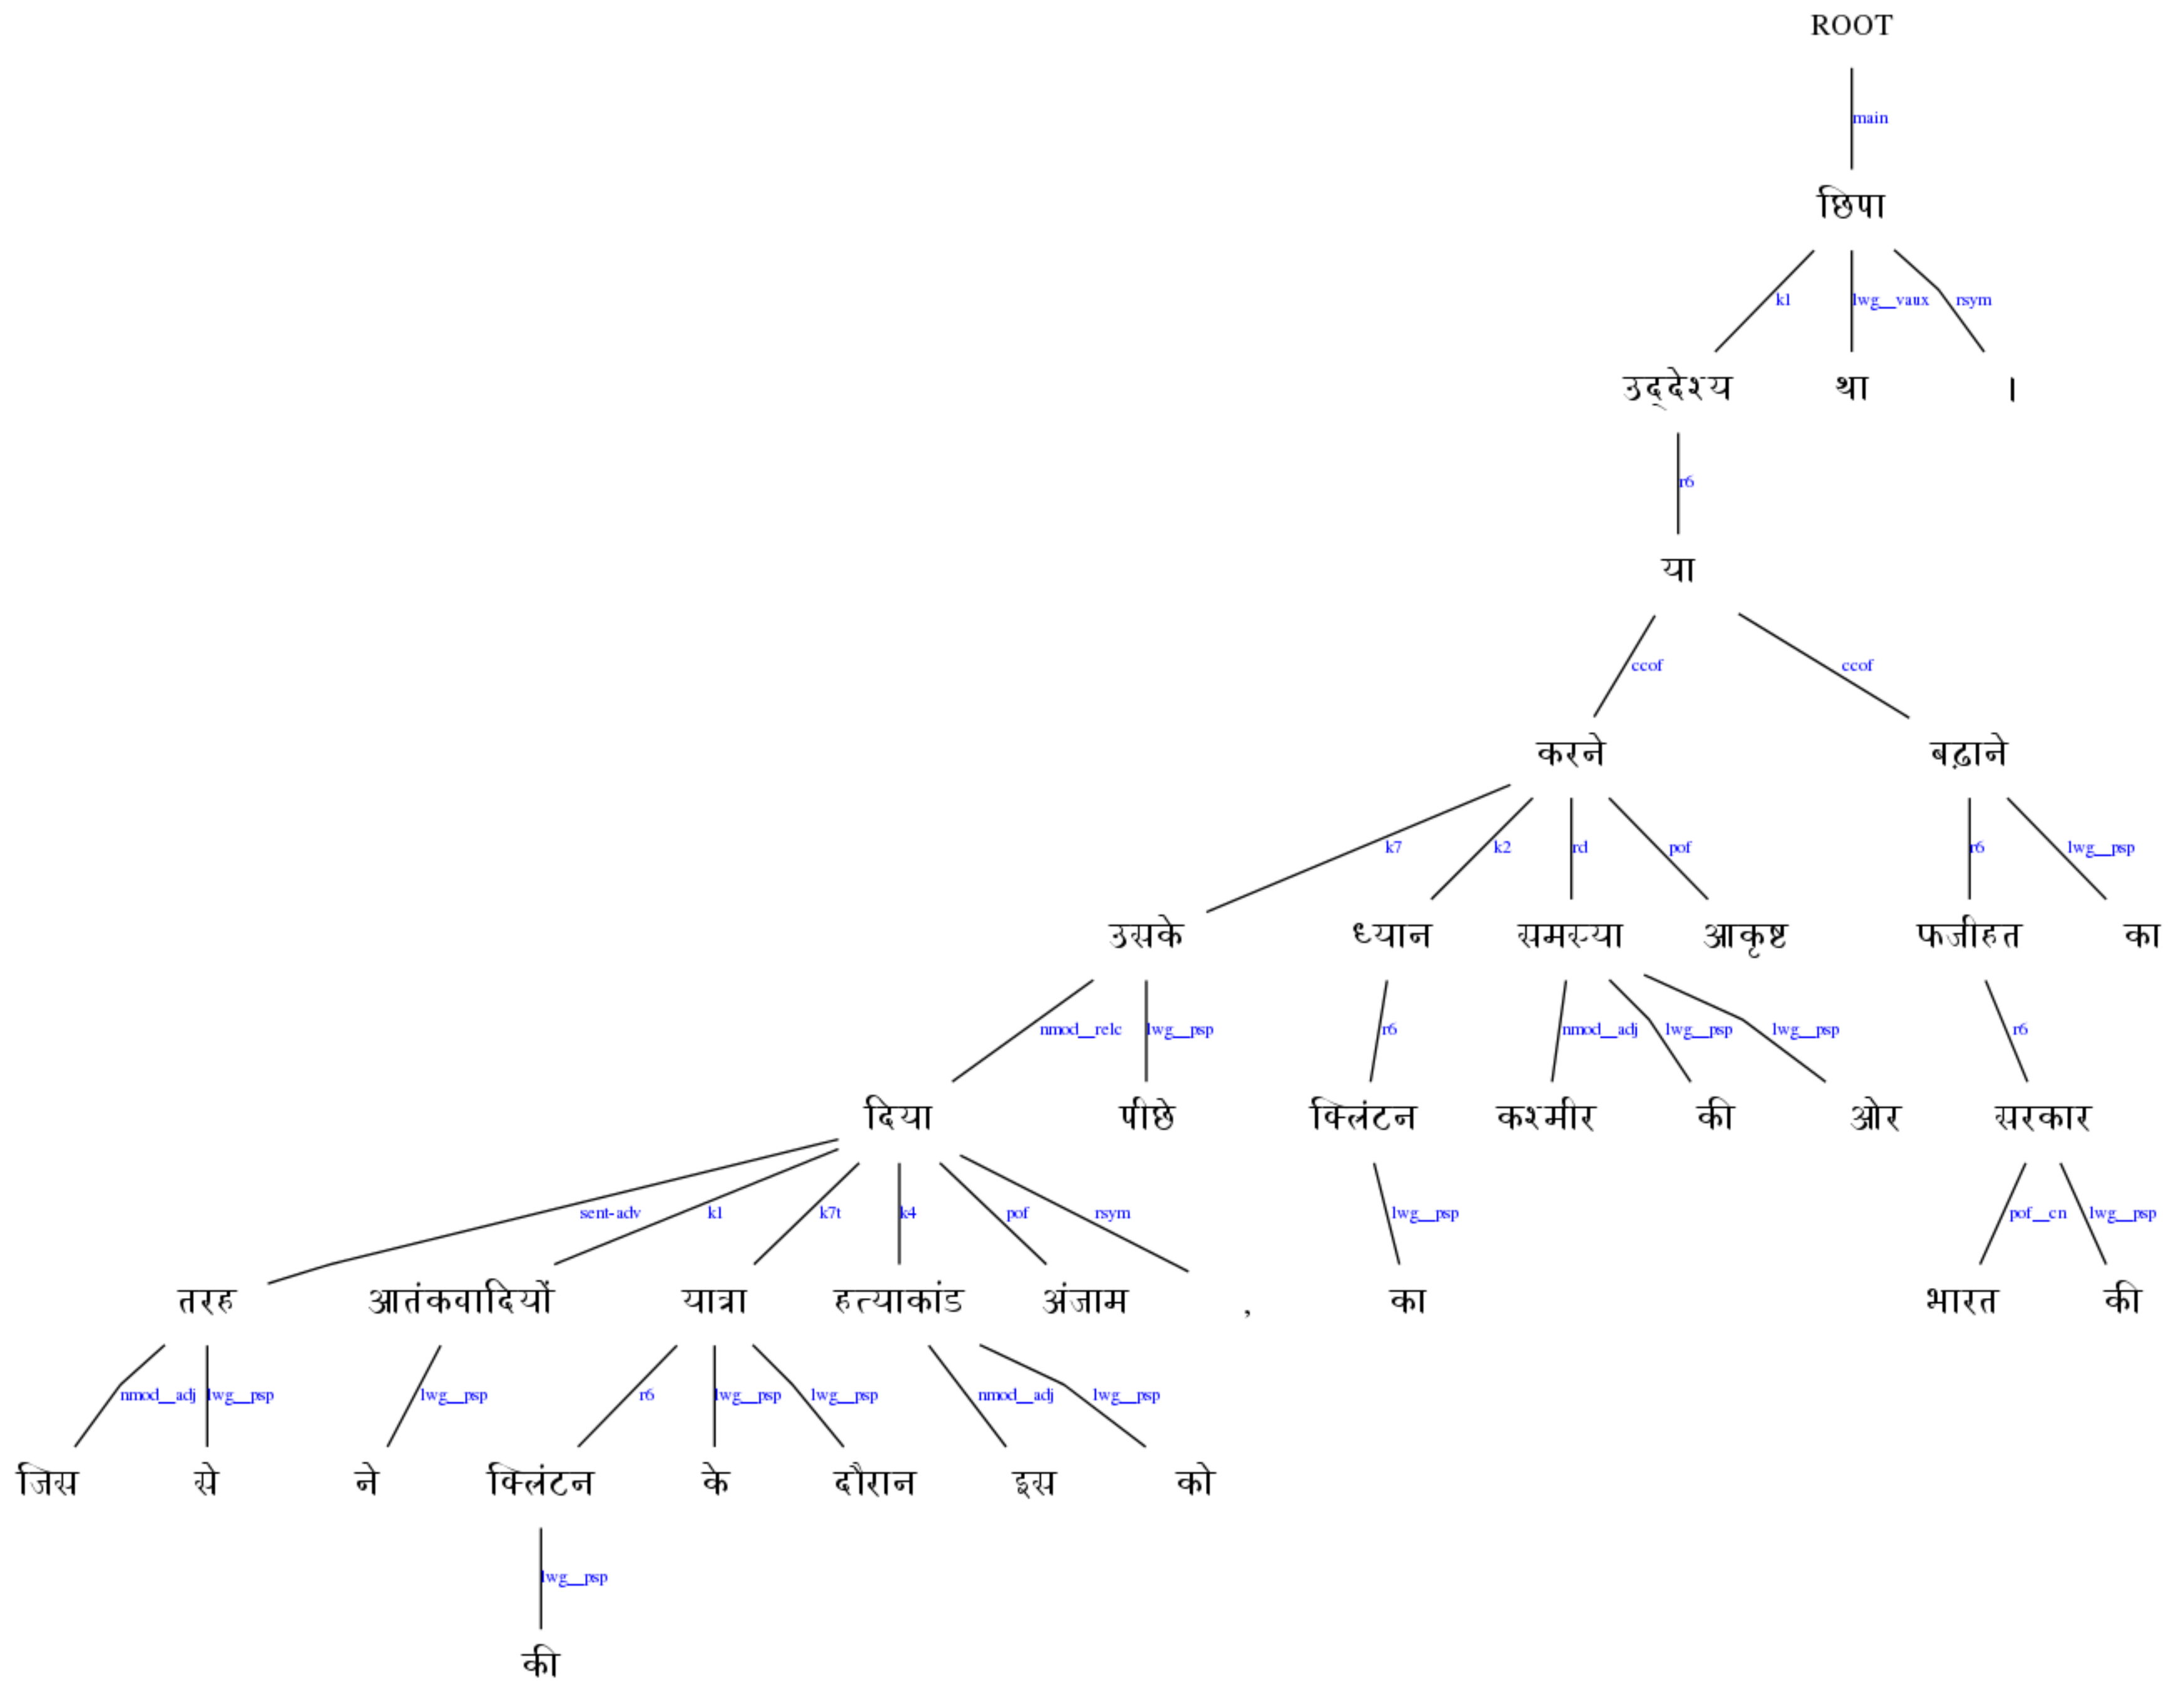 ROOT
main
छिपा
k1 lwg__vaux rsym
उद्देश्य था ।
r6
या
ccof ccof
करने बढ़ाने
k7 k2 rd pof r6 lwg__psp
उसके ध्यान समस्या आकृष्ट फजीहत का
nmod__relc lwg__psp r6 nmod__adj lwg__psp lwg__psp r6
दिया पीछे क्लिंटन कश्मीर की ओर सरकार
sent-adv k1 k7t k4 pof rsym lwg__psp pof__cn lwg__psp
तरह आतंकवादियों यात्रा हत्याकांड अंजाम , का भारत की
nmod__adj lwg__psp lwg__psp r6 lwg__psp lwg__psp nmod__adj lwg__psp
जिस से ने क्लिंटन के दौरान इस को
lwg__psp
की